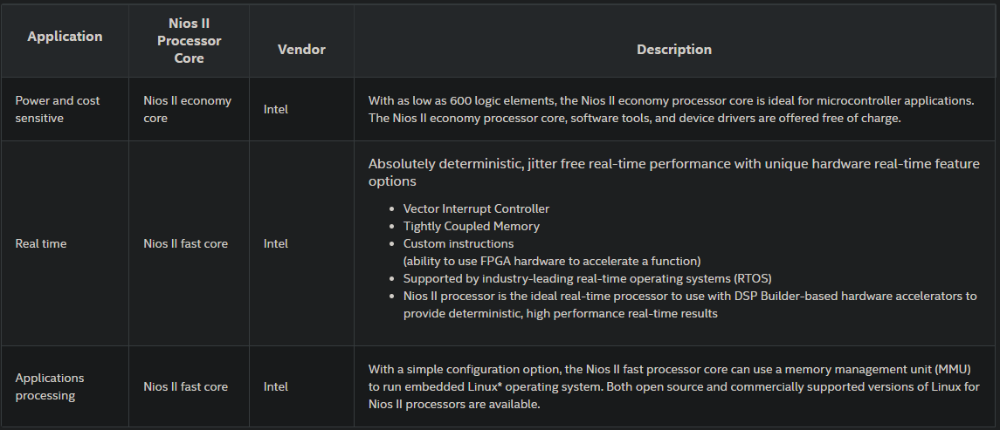 Application
Nios II
Processor
Core
Vendor
Description
Power and cost
sensitive
Nios II economy
core
Intel
With as low as 600 logic elements, the Nios II economy processor core is ideal for microcontroller applications.
The Nios II economy processor core, software tools, and device drivers are offered free of charge.
Real time
Nios II fast core
Intel
Absolutely deterministic, jitter free real-time performance with unique hardware real-time feature
options
• Vector Interrupt Controller
• Tightly Coupled Memory
• Custom instructions
(ability to use FPGA hardware to accelerate a function)
• Supported by industry-leading real-time operating systems (RTOS)
• Nios II processor is the ideal real-time processor to use with DSP Builder-based hardware accelerators to
provide deterministic, high performance real-time results
Applications
processing
Nios II fast core
Intel
With a simple configuration option, the Nios II fast processor core can use a memory management unit (MMU)
to run embedded Linux* operating system. Both open source and commercially supported versions of Linux for
Nios II processors are available.